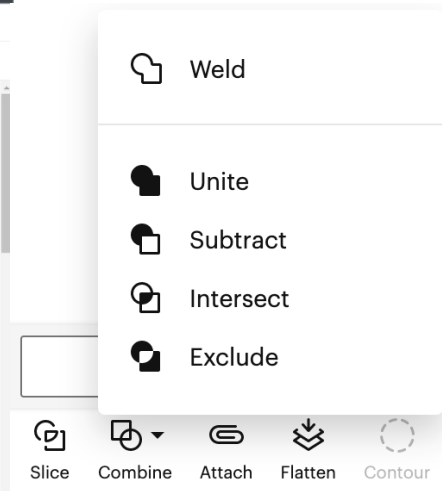 Weld
Unite
Subtract
Intersect
Exclude
Slice Combine Attach Flatten Contour